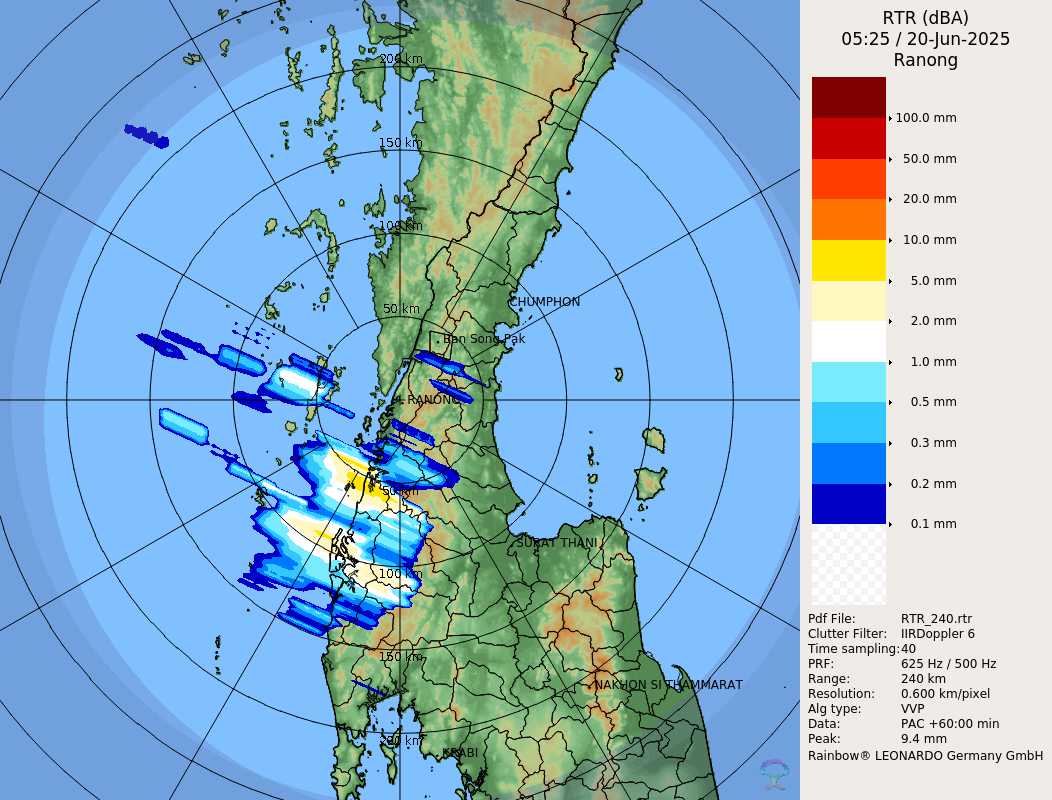 RTR (dBA)
05:25 / 20-Jun-2025
Ranong
100.0 mm
50.0 mm
20.0 mm
10.0 mm
5.0 mm
2.0 mm
1.0 mm
0.5 mm
0.3 mm
0.2 mm
0.1 mm
Pdf File: RTR_240.rtr
Clutter Filter: IIRDoppler 6
Time sampling: 40
PRF: 625 Hz / 500 Hz
Range: 240 km
Resolution: 0.600 km/pixel
Alg type: VVP
Data: PAC +60:00 min
Peak: 9.4 mm
Rainbow® LEONARDO Germany GmbH
200 km
150 km
100 km
CHUMPHON
50 km
Ban Song Pak
RANONG
50 km
SURAT THANI
100 km
150 km
NAKHON SI THAMMARAT
200 km
KRABI